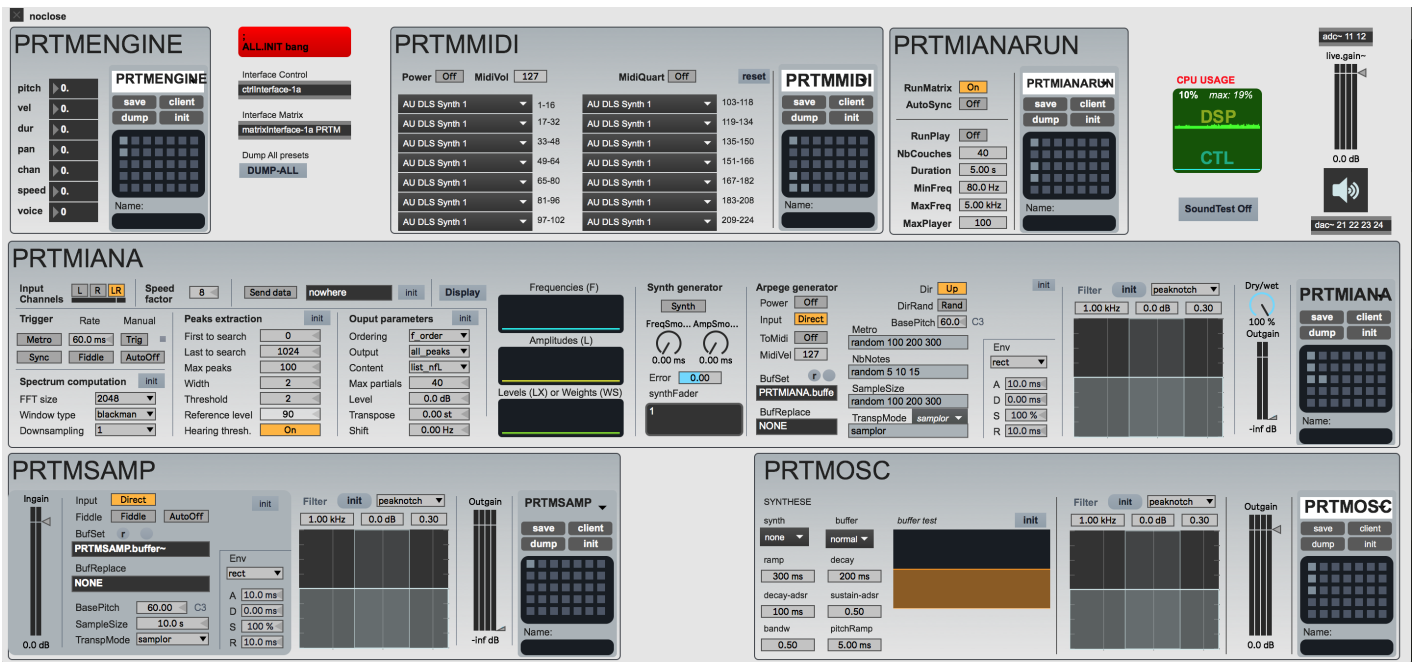 noclose
PRTMENGINE
pitch 0.
vel 0.
dur 0.
pan 0.
chan 0.
speed 0.
voice 0
PRTMENGINE
save client
dump init
Name:
;
ALL.INIT bang
Interface Control
ctrlInterface-1a
Interface Matrix
matrixInterface-1a PRTM
Dump All presets
DUMP-ALL
PRTMMIDI
Power Off MidiVol 127 MidiQuart Off reset
AU DLS Synth 1 1-16 AU DLS Synth 1 103-118
AU DLS Synth 1 17-32 AU DLS Synth 1 119-134
AU DLS Synth 1 33-48 AU DLS Synth 1 135-150
AU DLS Synth 1 49-64 AU DLS Synth 1 151-166
AU DLS Synth 1 65-80 AU DLS Synth 1 167-182
AU DLS Synth 1 81-96 AU DLS Synth 1 183-208
AU DLS Synth 1 97-102 AU DLS Synth 1 209-224
PRTMMIDI
save client
dump init
Name:
PRTMIANARUN
RunMatrix On
AutoSync Off
RunPlay Off
NbCouches 40
Duration 5.00 s
MinFreq 80.0 Hz
MaxFreq 5.00 kHz
MaxPlayer 100
PRTMIANARUN
save client
dump init
Name:
CPU USAGE
10% max: 19%
DSP
CTL
SoundTest Off
adc~ 11 12
live.gain~
0.0 dB
dac~ 21 22 23 24
PRTMIANA
Input Channels L R LR
Speed factor 8
Send data nowhere init Display
Trigger Rate Manual
Metro 60.0 ms Trig
Sync Fiddle AutoOff
Spectrum computation init
FFT size 2048
Window type blackman
Downsampling 1
Peaks extraction init
First to search 0
Last to search 1024
Max peaks 100
Width 2
Threshold 2
Reference level 90
Hearing thresh. On
Ouput parameters init
Ordering f_order
Output all_peaks
Content list_nfL
Max partials 40
Level 0.0 dB
Transpose 0.00 st
Shift 0.00 Hz
Frequencies (F)
Amplitudes (L)
Levels (LX) or Weights (WS)
Synth generator
Synth
FreqSmo... AmpSmo...
0.00 ms 0.00 ms
Error 0.00
synthFader
1
Arpege generator
Power Off
Input Direct
ToMidi Off
MidiVel 127
BufSet r
PRTMIANA.buffe
BufReplace
NONE
Dir Up
DirRand Rand
BasePitch 60.0 C3
Metro
random 100 200 300
NbNotes
random 5 10 15
SampleSize
random 100 200 300
TranspMode samplor
samplor
init
Env
rect
A 10.0 ms
D 0.00 ms
S 100 %
R 10.0 ms
Filter init peaknotch
1.00 kHz 0.0 dB 0.30
Dry/wet
100 %
Outgain
-inf dB
PRTMIANA
save client
dump init
Name:
PRTMSAMP
Ingain
0.0 dB
Input Direct init
Fiddle Fiddle AutoOff
BufSet r
PRTMSAMP.buffer~
BufReplace
NONE
BasePitch 60.00 C3
SampleSize 10.0 s
TranspMode samplor
Env
rect
A 10.0 ms
D 0.00 ms
S 100 %
R 10.0 ms
Filter init peaknotch
1.00 kHz 0.0 dB 0.30
Outgain
-inf dB
PRTMSAMP
save client
dump init
Name:
PRTMOSC
SYNTHESE
synth buffer
none normal
ramp decay
300 ms 200 ms
decay-adsr sustain-adsr
100 ms 0.50
bandw pitchRamp
0.50 5.00 ms
buffer test init
Filter init peaknotch
1.00 kHz 0.0 dB 0.30
Outgain
0.0 dB
PRTMOSC
save client
dump init
Name: